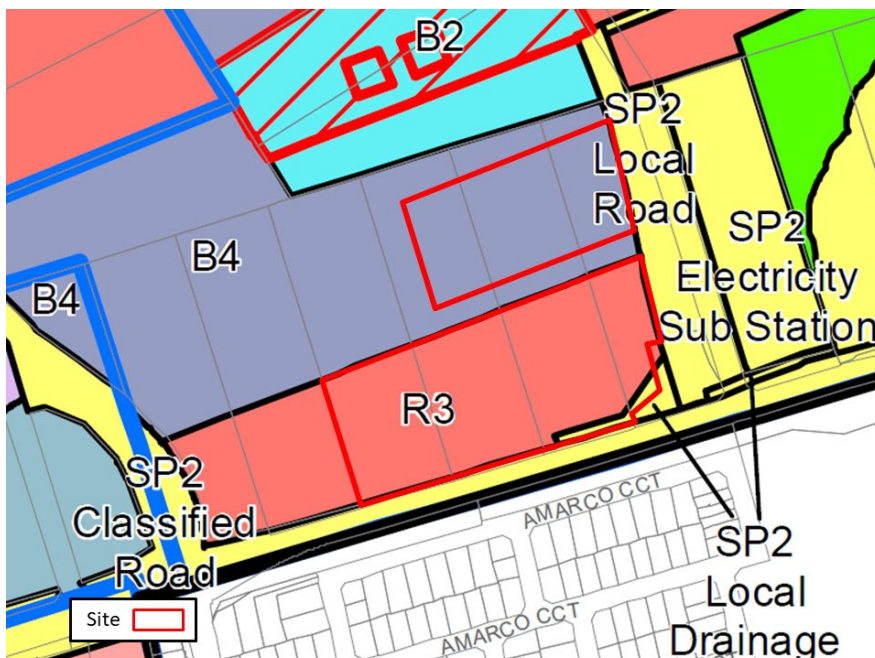 B2
SP2
Local
Road
B4
SP2
Electricity
Sub Station
B4
R3
SP2
Classified
Road
AMARCO CCT
SP2
Local
Drainage
AMARCO CCT
Site